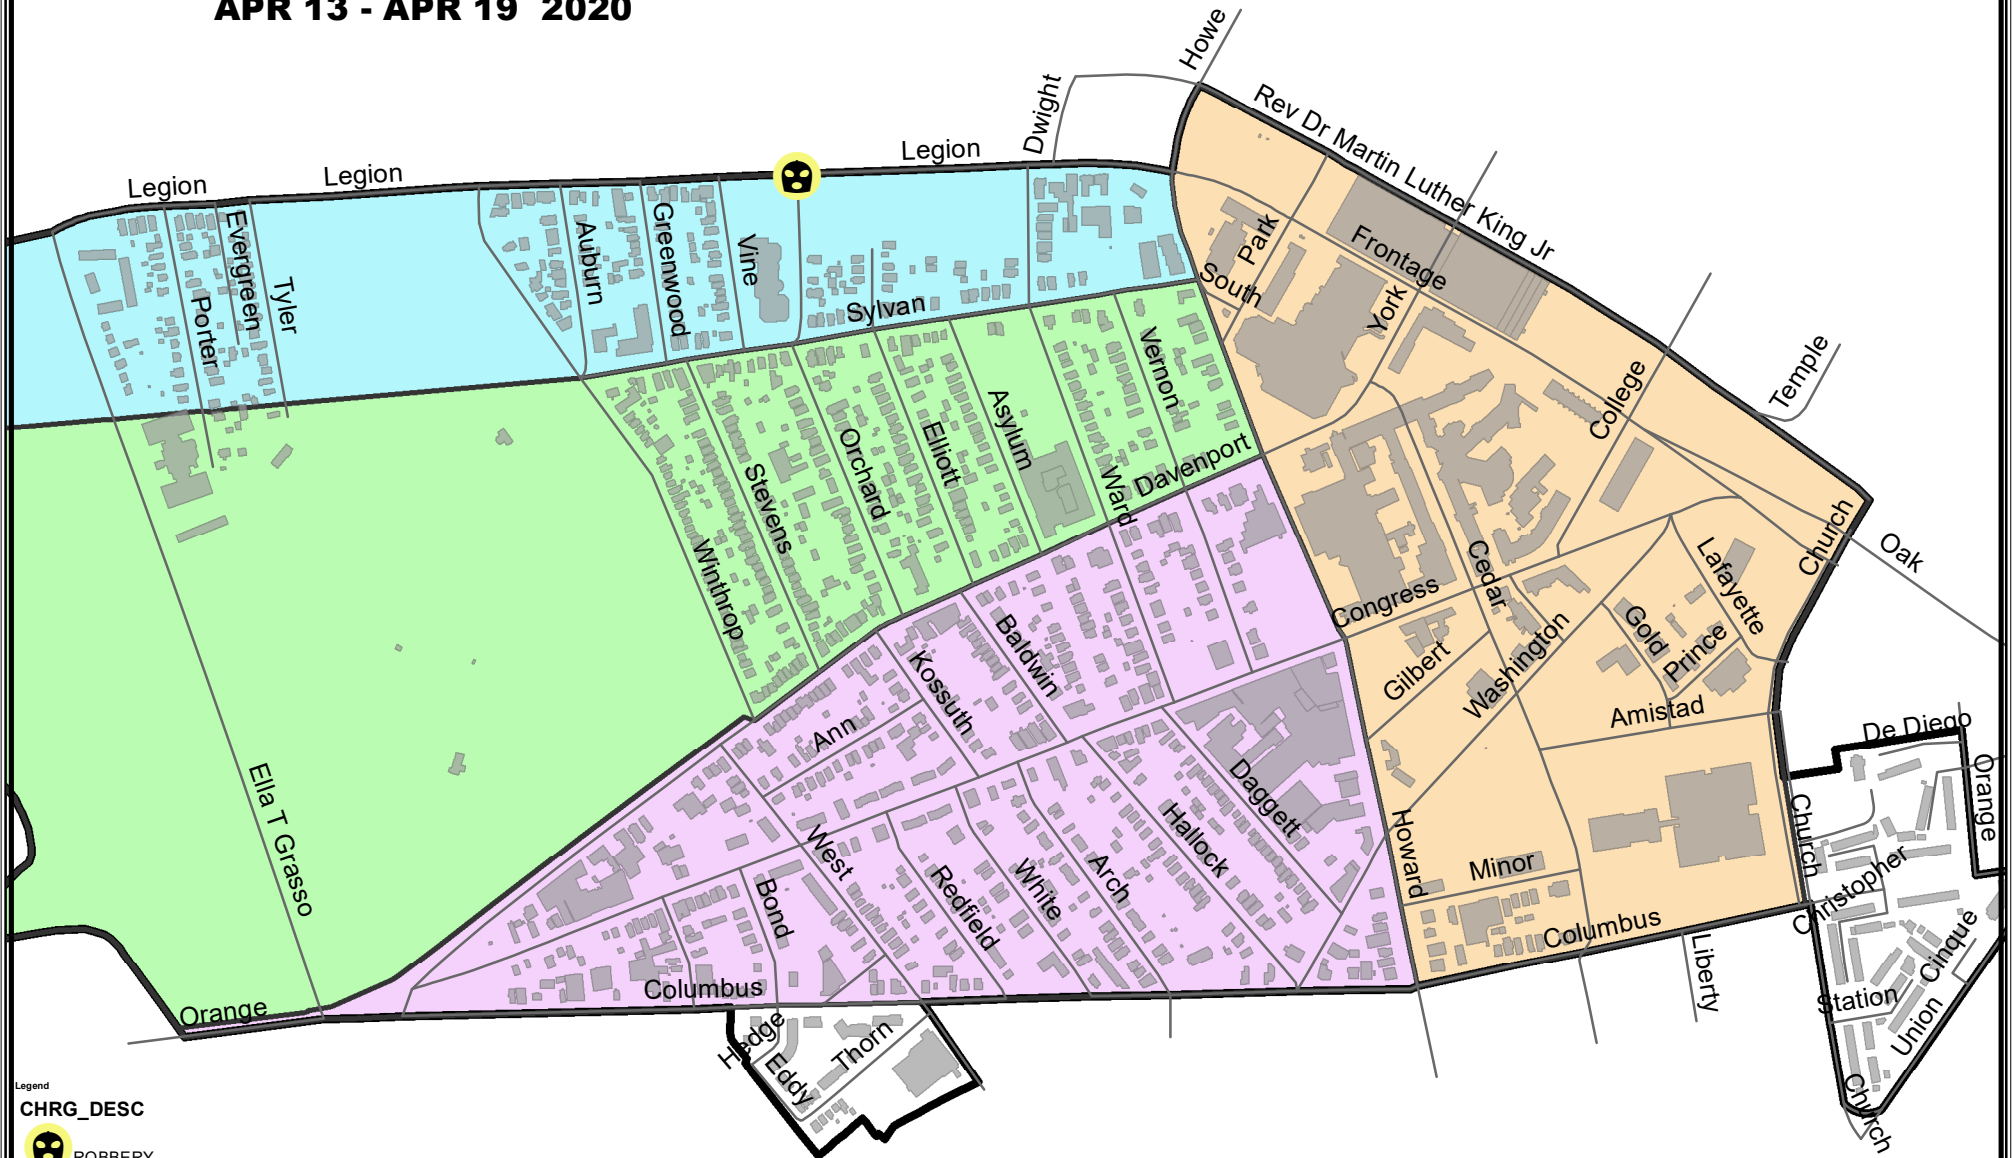 APR 13 - APR 19 2020
Howe
Rev Dr Martin Luther King Jr
Dwight
Legion
Legion
Legion
Evergreen
Porter
Tyler
Auburn
Greenwood
Vine
Sylvan
Park
South
Frontage
York
College
Temple
Church
Oak
Vernon
Asylum
Elliott
Orchard
Stevens
Winthrop
Ward
Davenport
Congress
Cedar
Lafayette
Gold
Prince
Washington
Gilbert
Amistad
De Diego
Orange
Baldwin
Kossuth
Ann
Ella T Grasso
Daggett
Hallock
Arch
White
Redfield
West
Bond
Howard
Minor
Columbus
Church
Christopher
Cinque
Station
Union
Liberty
Church
Columbus
Orange
Hedge
Eddy
Thorn
Legend
CHRG_DESC
ROBBERY